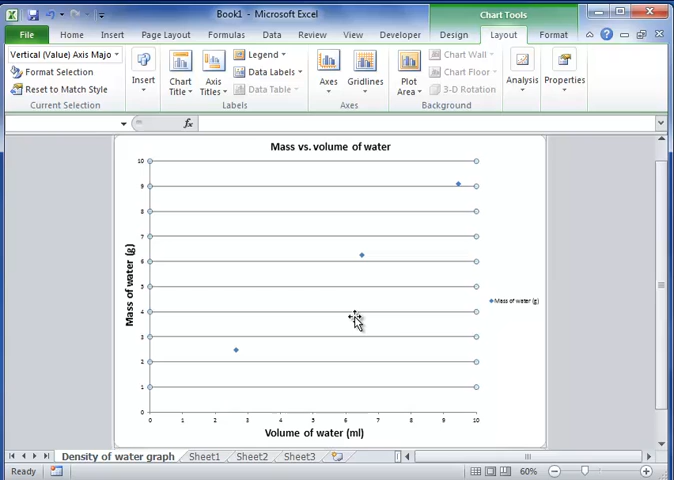 Book1 - Microsoft Excel
Chart Tools
File Home Insert Page Layout Formulas Data Review View Developer Design Layout Format
Vertical (Value) Axis Majo
Format Selection
Reset to Match Style
Current Selection
Insert
Chart Title
Axis Titles
Legend
Data Labels
Data Table
Labels
Axes
Gridlines
Axes
Plot Area
Chart Wall
Chart Floor
3-D Rotation
Background
Analysis
Properties
fx
Mass vs. volume of water
10
9
8
7
6
5
4
3
2
1
0
Mass of water (g)
Mass of water (g)
0 1 2 3 4 5 6 7 8 9 10
Volume of water (ml)
Density of water graph Sheet1 Sheet2 Sheet3
Ready
60%